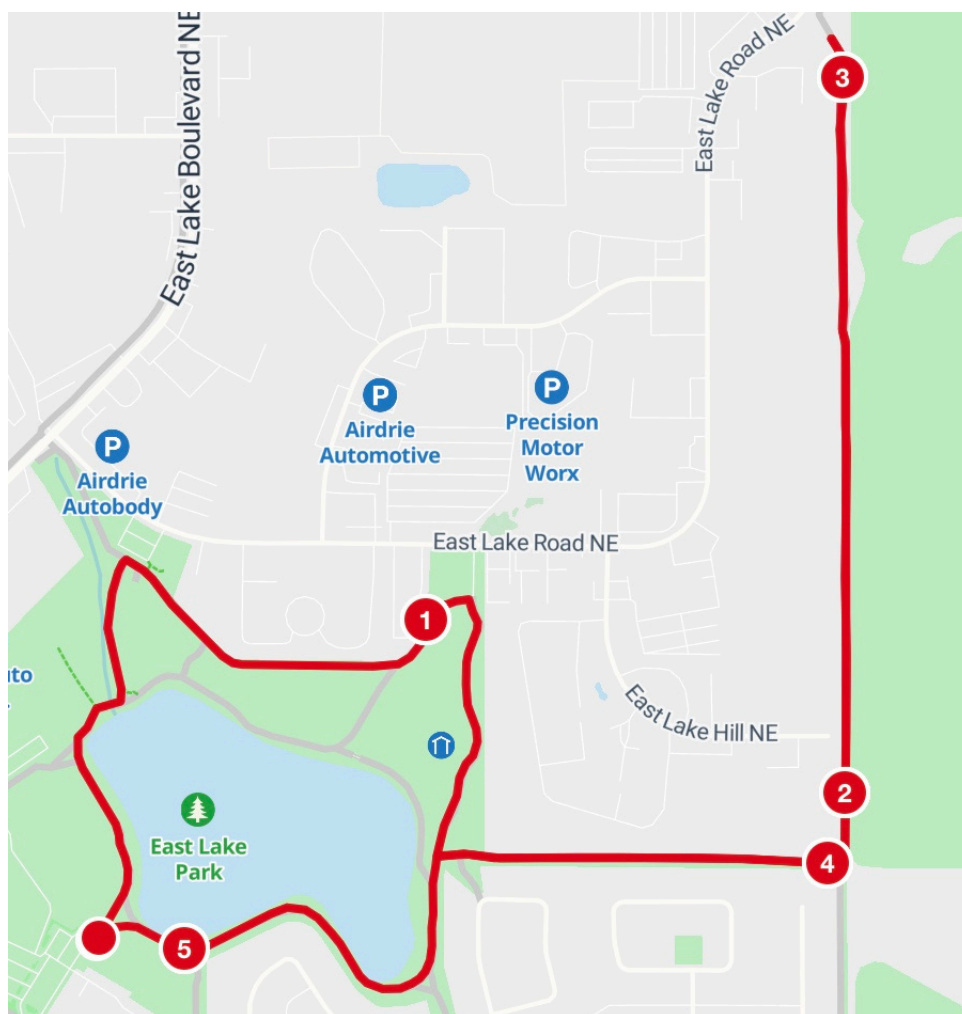 East Lake Boulevard NE
East Lake Road NE
3
P
Airdrie
Automotive
P
Precision
Motor
Worx
P
Airdrie
Autobody
East Lake Road NE
1
uto
East Lake Hill NE
2
East Lake
Park
4
5